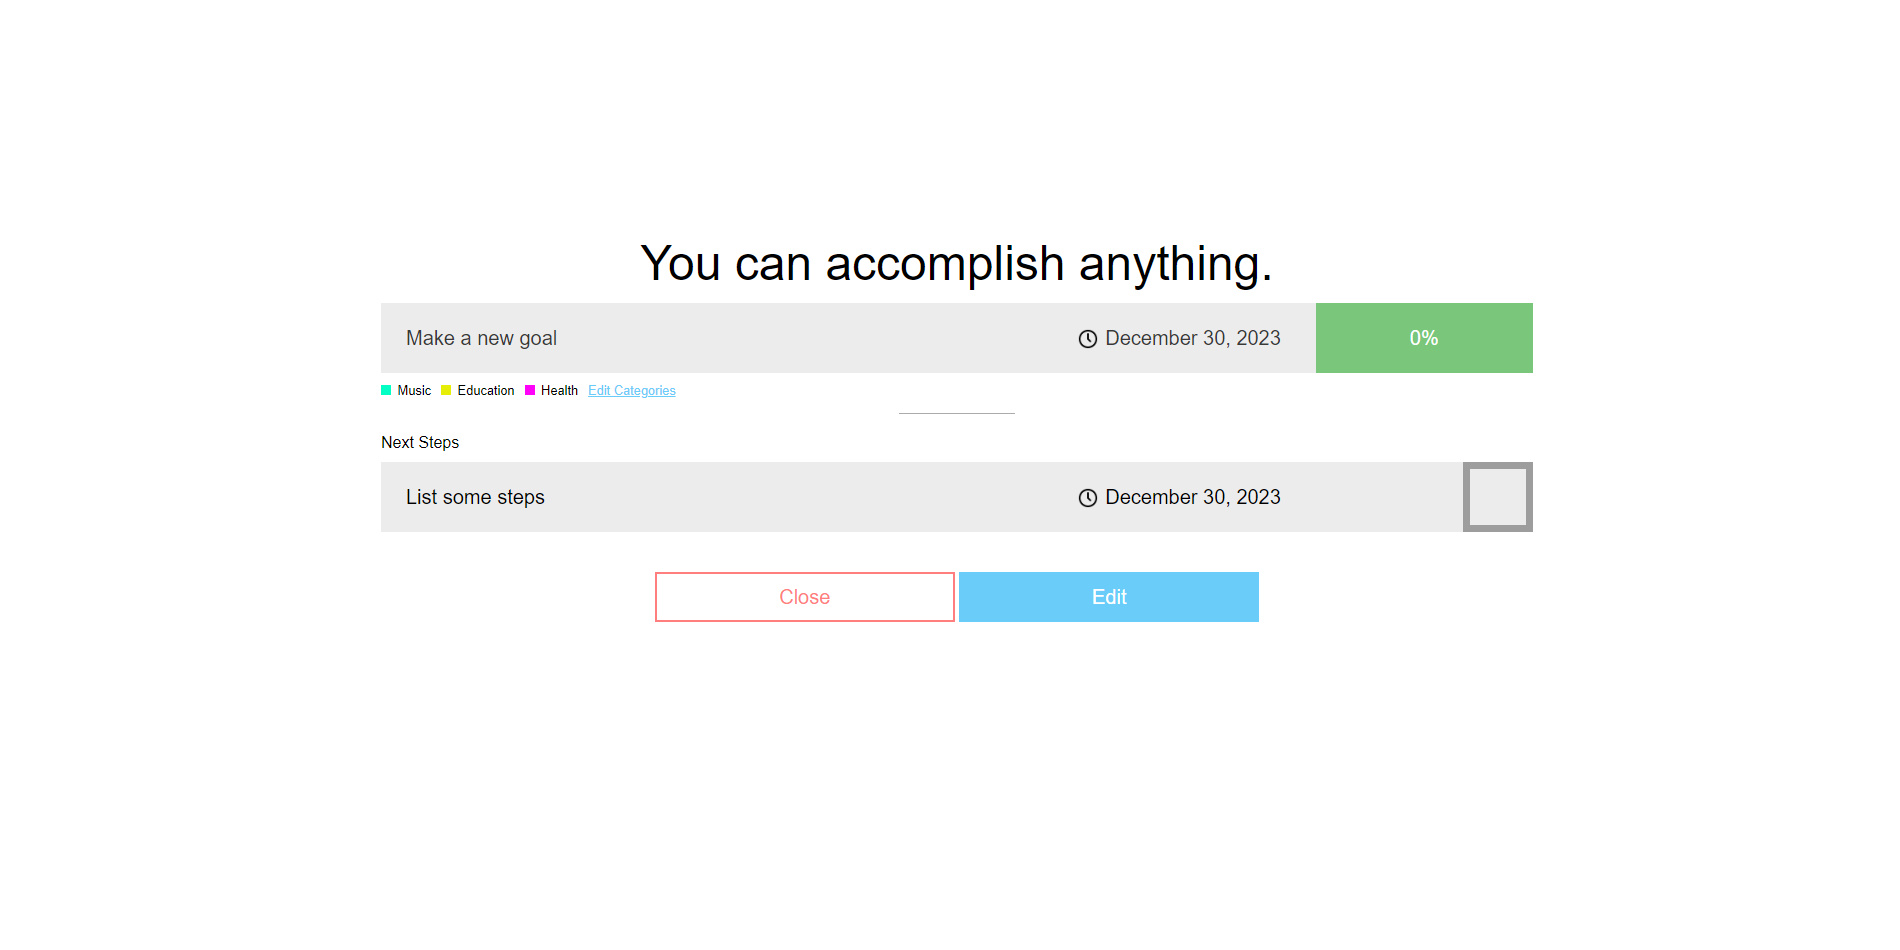 You can accomplish anything.
Make a new goal December 30, 2023 0%
Music Education Health Edit Categories
Next Steps
List some steps December 30, 2023
Close Edit